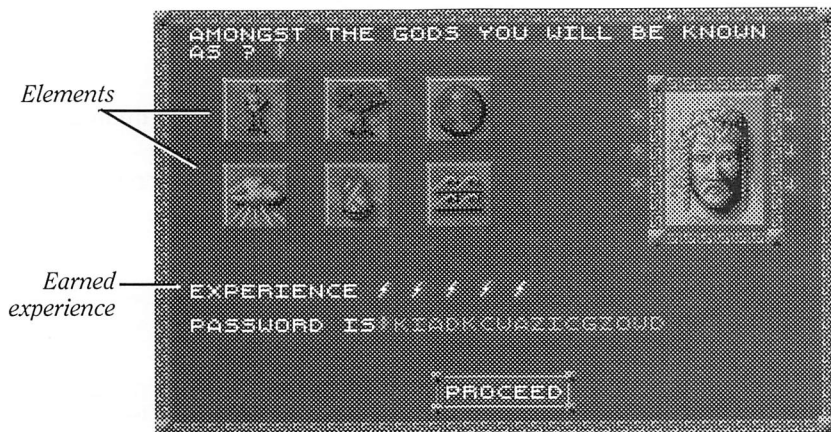 AMONGST THE GODS YOU WILL BE KNOWN
AS ?
Elements
Earned
experience
EXPERIENCE
PASSWORD IS
PROCEED